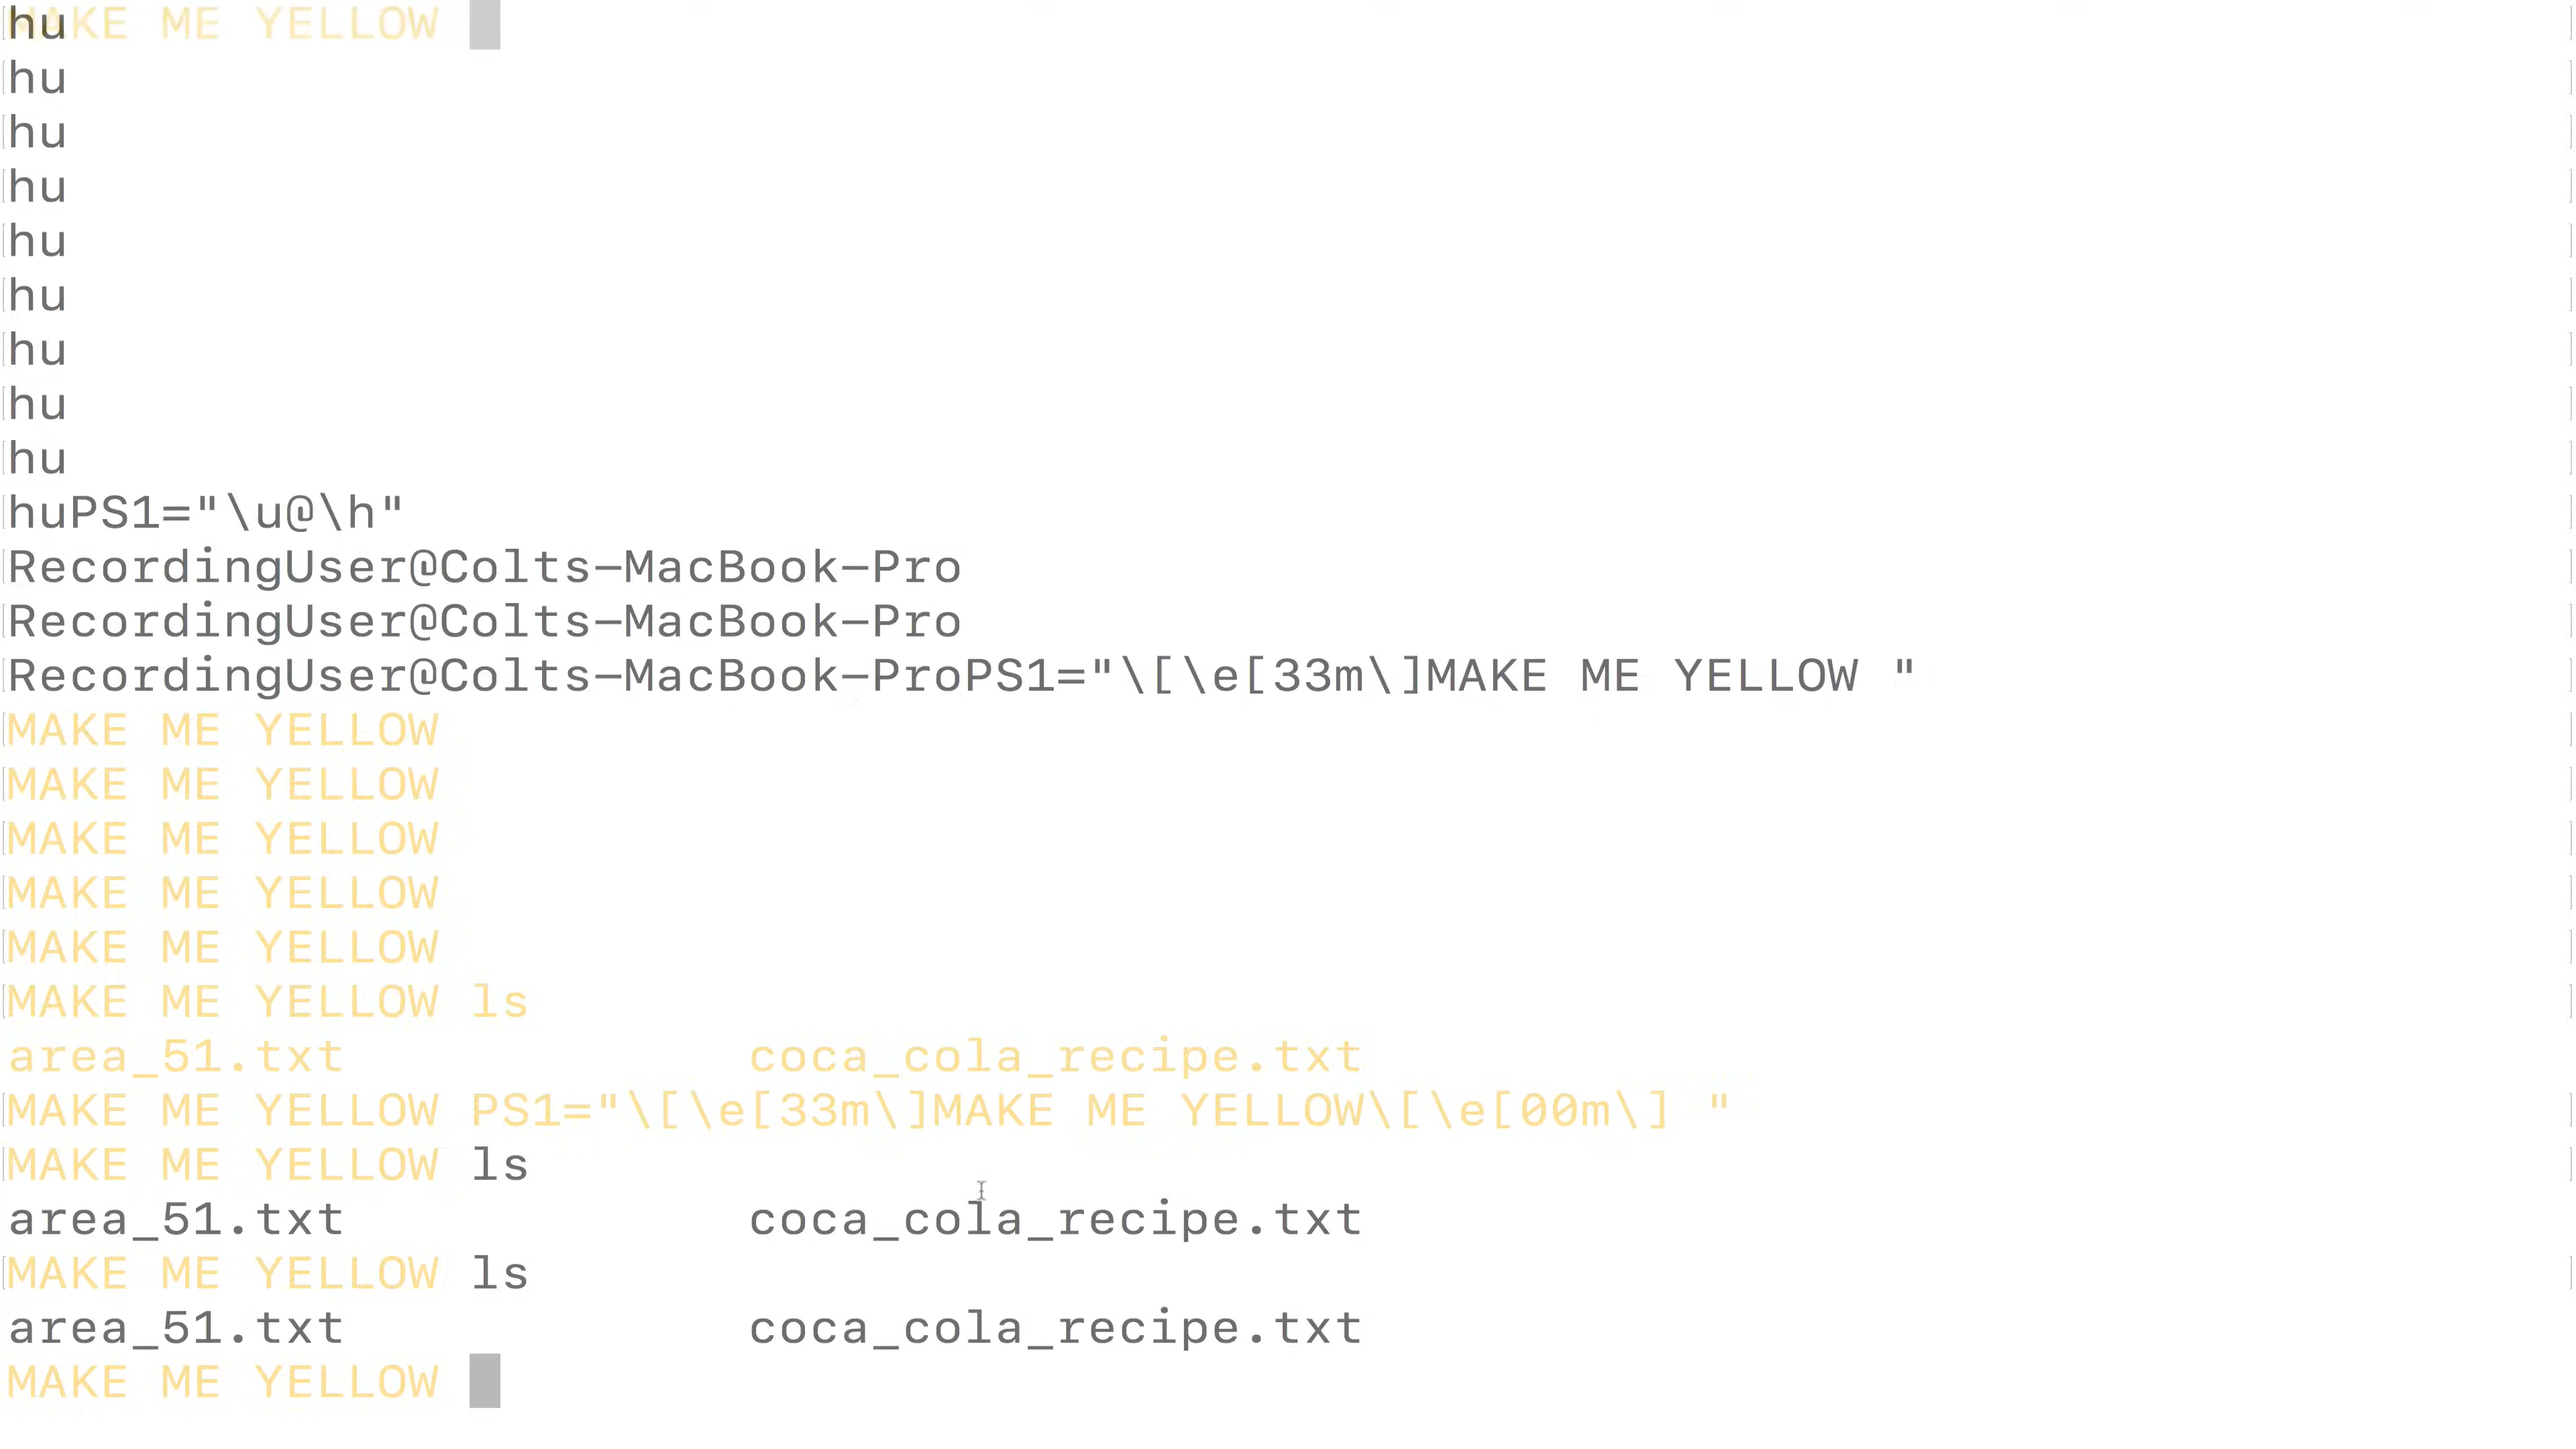 hu MAKE ME YELLOW
hu
hu
hu
hu
hu
hu
hu
hu
huPS1="\u@\h"
RecordingUser@Colts-MacBook-Pro
RecordingUser@Colts-MacBook-Pro
RecordingUser@Colts-MacBook-ProPS1="\[\e[33m\]MAKE ME YELLOW "
MAKE ME YELLOW
MAKE ME YELLOW
MAKE ME YELLOW
MAKE ME YELLOW
MAKE ME YELLOW
MAKE ME YELLOW ls
area_51.txt coca_cola_recipe.txt
MAKE ME YELLOW PS1="\[\e[33m\]MAKE ME YELLOW\[\e[00m\] "
MAKE ME YELLOW ls
area_51.txt coca_cola_recipe.txt
MAKE ME YELLOW ls
area_51.txt coca_cola_recipe.txt
MAKE ME YELLOW